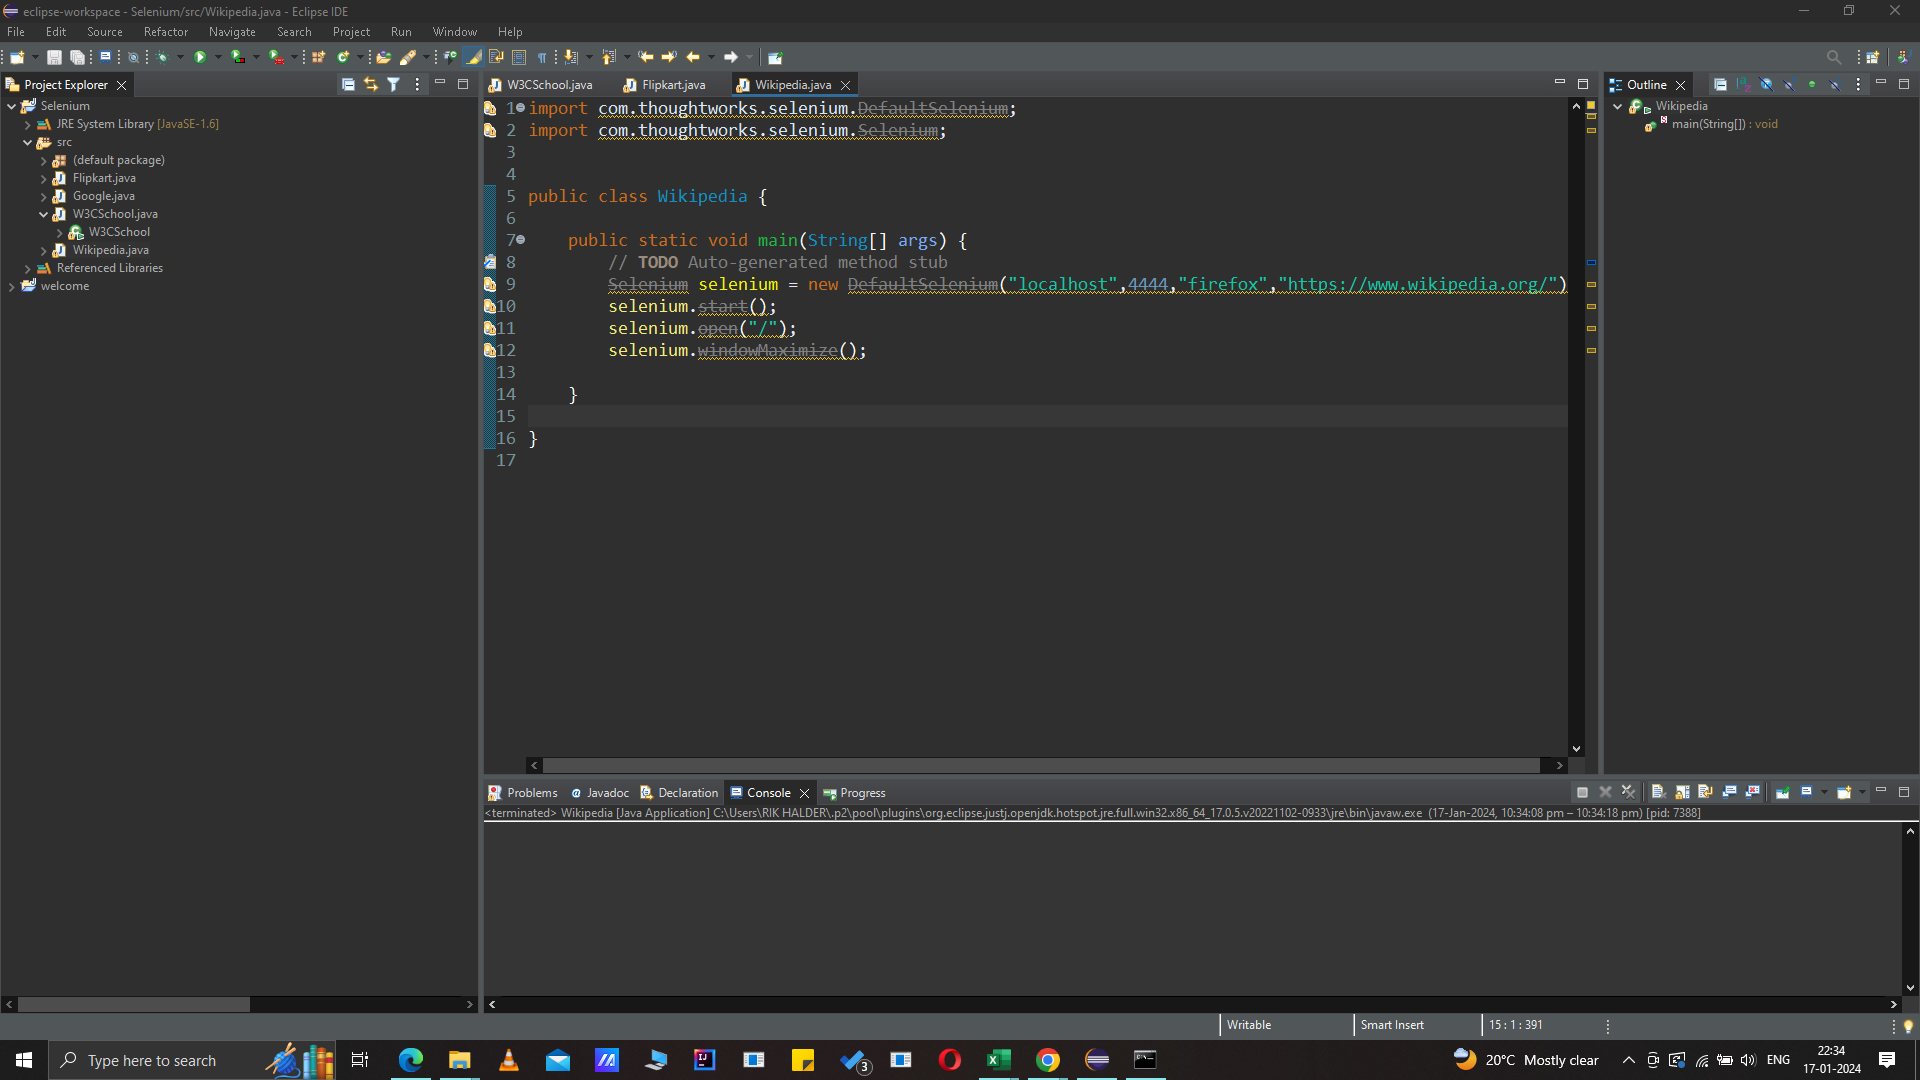 eclipse-workspace - Selenium/src/Wikipedia.java - Eclipse IDE
File Edit Source Refactor Navigate Search Project Run Window Help
Project Explorer
Selenium
JRE System Library [JavaSE-1.6]
src
(default package)
Flipkart.java
Google.java
W3CSchool.java
W3CSchool
Wikipedia.java
Referenced Libraries
welcome
W3CSchool.java Flipkart.java Wikipedia.java
1 import com.thoughtworks.selenium.DefaultSelenium;
2 import com.thoughtworks.selenium.Selenium;
3
4
5 public class Wikipedia {
6
7 public static void main(String[] args) {
8 // TODO Auto-generated method stub
9 Selenium selenium = new DefaultSelenium("localhost",4444,"firefox","https://www.wikipedia.org/")
10 selenium.start();
11 selenium.open("/");
12 selenium.windowMaximize();
13
14 }
15
16 }
17
Outline
Wikipedia
main(String[]) : void
Problems Javadoc Declaration Console Progress
<terminated> Wikipedia [Java Application] C:\Users\RIK HALDER\.p2\pool\plugins\org.eclipse.justj.openjdk.hotspot.jre.full.win32.x86_64_17.0.5.v20221102-0933\jre\bin\javaw.exe (17-Jan-2024, 10:34:08 pm – 10:34:18 pm) [pid: 7388]
Writable Smart Insert 15 : 1 : 391
Type here to search
3
20°C Mostly clear
ENG
22:34
17-01-2024